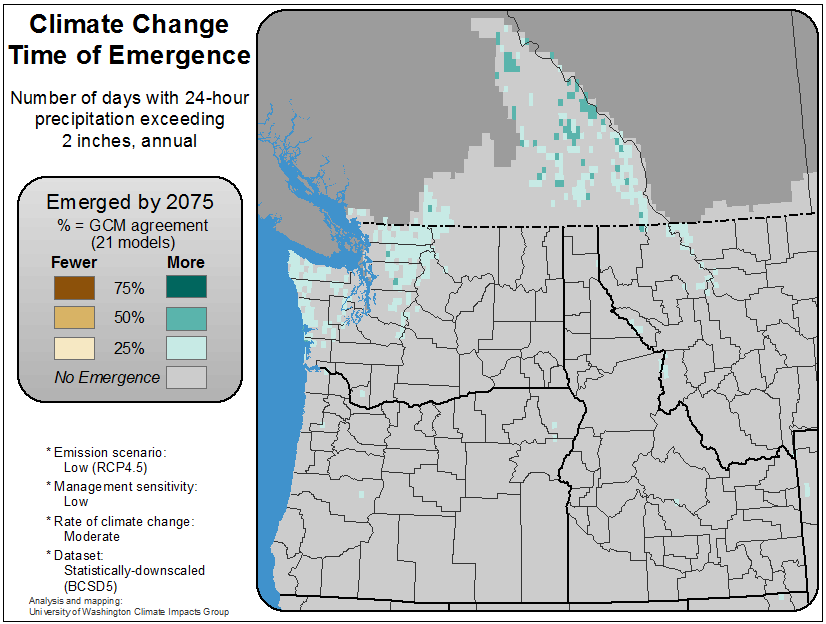 Climate Change
Time of Emergence
Number of days with 24-hour
precipitation exceeding
2 inches, annual
Emerged by 2075
% = GCM agreement
(21 models)
Fewer More
75%
50%
25%
No Emergence
* Emission scenario:
Low (RCP4.5)
* Management sensitivity:
Low
* Rate of climate change:
Moderate
* Dataset:
Statistically-downscaled
(BCSD5)
Analysis and mapping:
University of Washington Climate Impacts Group